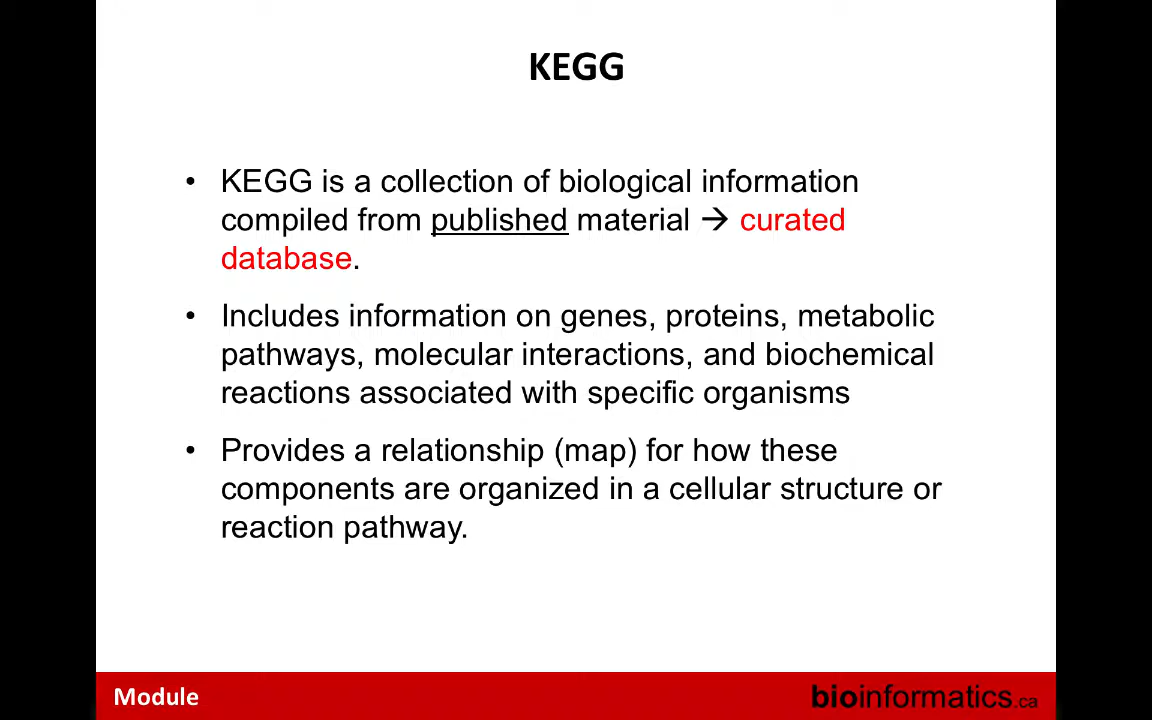 KEGG
• KEGG is a collection of biological information
compiled from published material → curated
database.
• Includes information on genes, proteins, metabolic
pathways, molecular interactions, and biochemical
reactions associated with specific organisms
• Provides a relationship (map) for how these
components are organized in a cellular structure or
reaction pathway.
Module
bioinformatics.ca